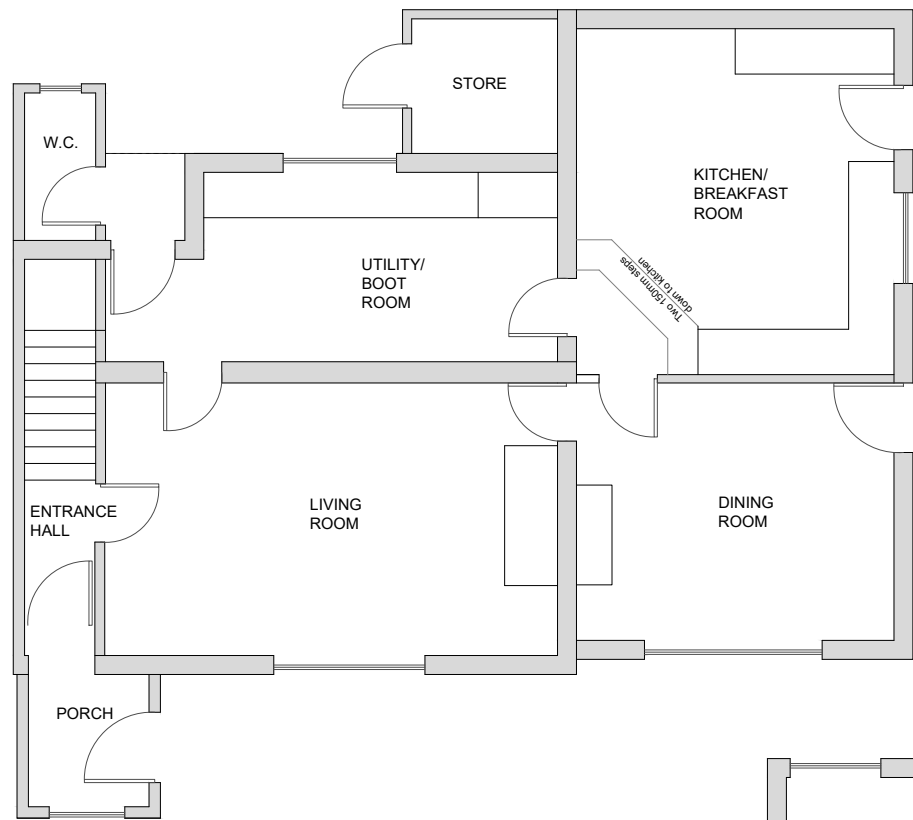 STORE
W.C.
KITCHEN/
BREAKFAST
ROOM
UTILITY/
BOOT
ROOM
Two 150mm steps
down to kitchen
LIVING
ROOM
DINING
ROOM
ENTRANCE
HALL
PORCH